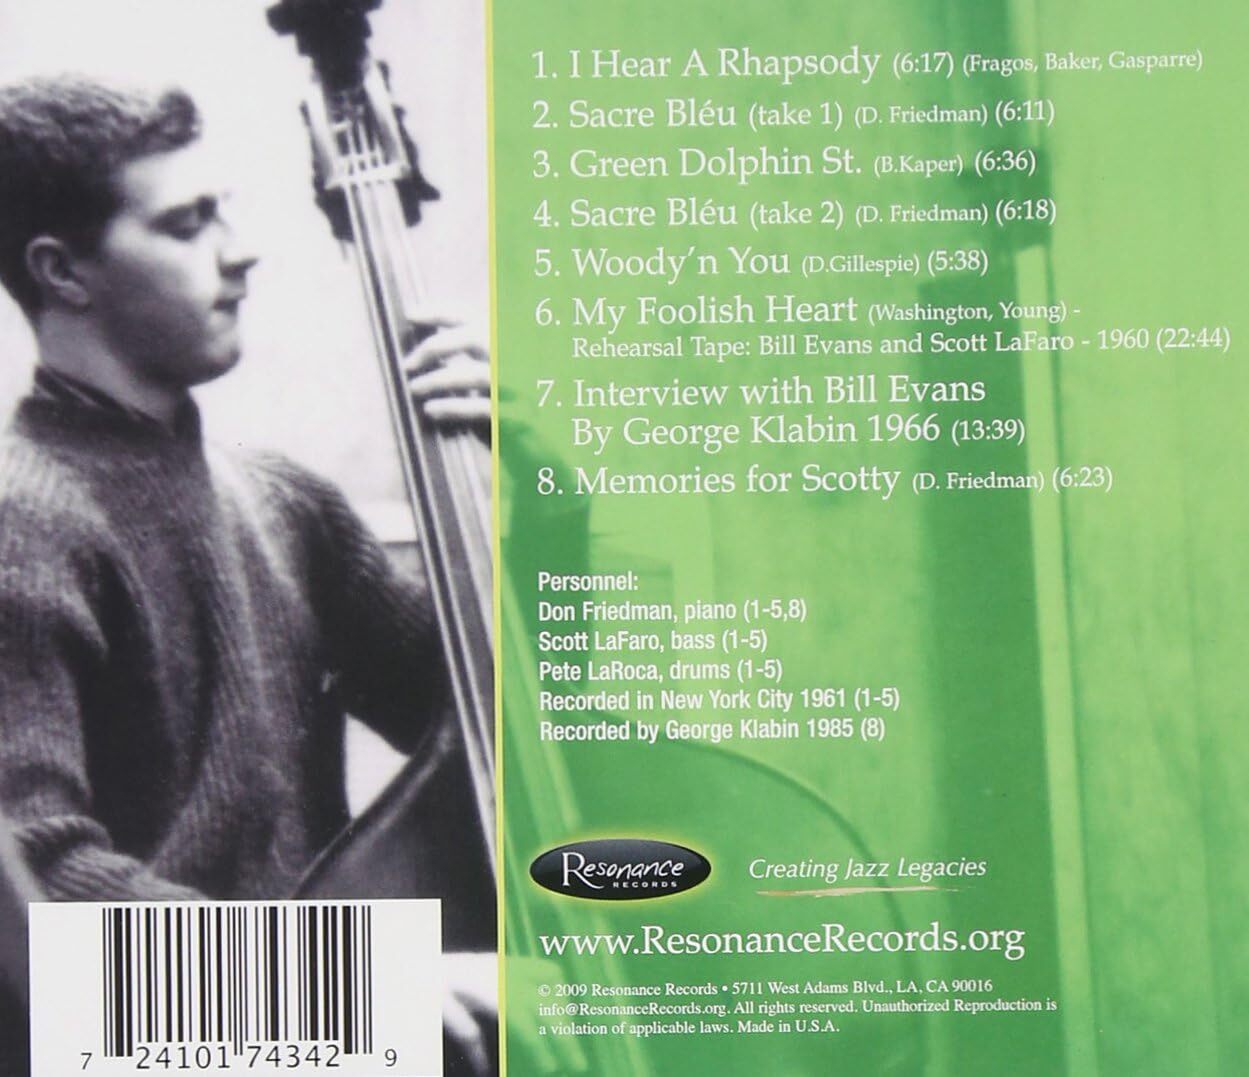 1. I Hear A Rhapsody (6:17) (Fragos, Baker, Gasparre)
2. Sacre Bléu (take 1) (D. Friedman) (6:11)
3. Green Dolphin St. (B.Kaper) (6:36)
4. Sacre Bléu (take 2) (D. Friedman) (6:18)
5. Woody'n You (D.Gillespie) (5:38)
6. My Foolish Heart (Washington, Young) -
Rehearsal Tape: Bill Evans and Scott LaFaro - 1960 (22:44)
7. Interview with Bill Evans
By George Klabin 1966 (13:39)
8. Memories for Scotty (D. Friedman) (6:23)
Personnel:
Don Friedman, piano (1-5,8)
Scott LaFaro, bass (1-5)
Pete LaRoca, drums (1-5)
Recorded in New York City 1961 (1-5)
Recorded by George Klabin 1985 (8)
Resonance
RECORDS
Creating Jazz Legacies
www.ResonanceRecords.org
© 2009 Resonance Records • 5711 West Adams Blvd., LA, CA 90016
info@ResonanceRecords.org. All rights reserved. Unauthorized Reproduction is
a violation of applicable laws. Made in U.S.A.
7 24101 74342 9